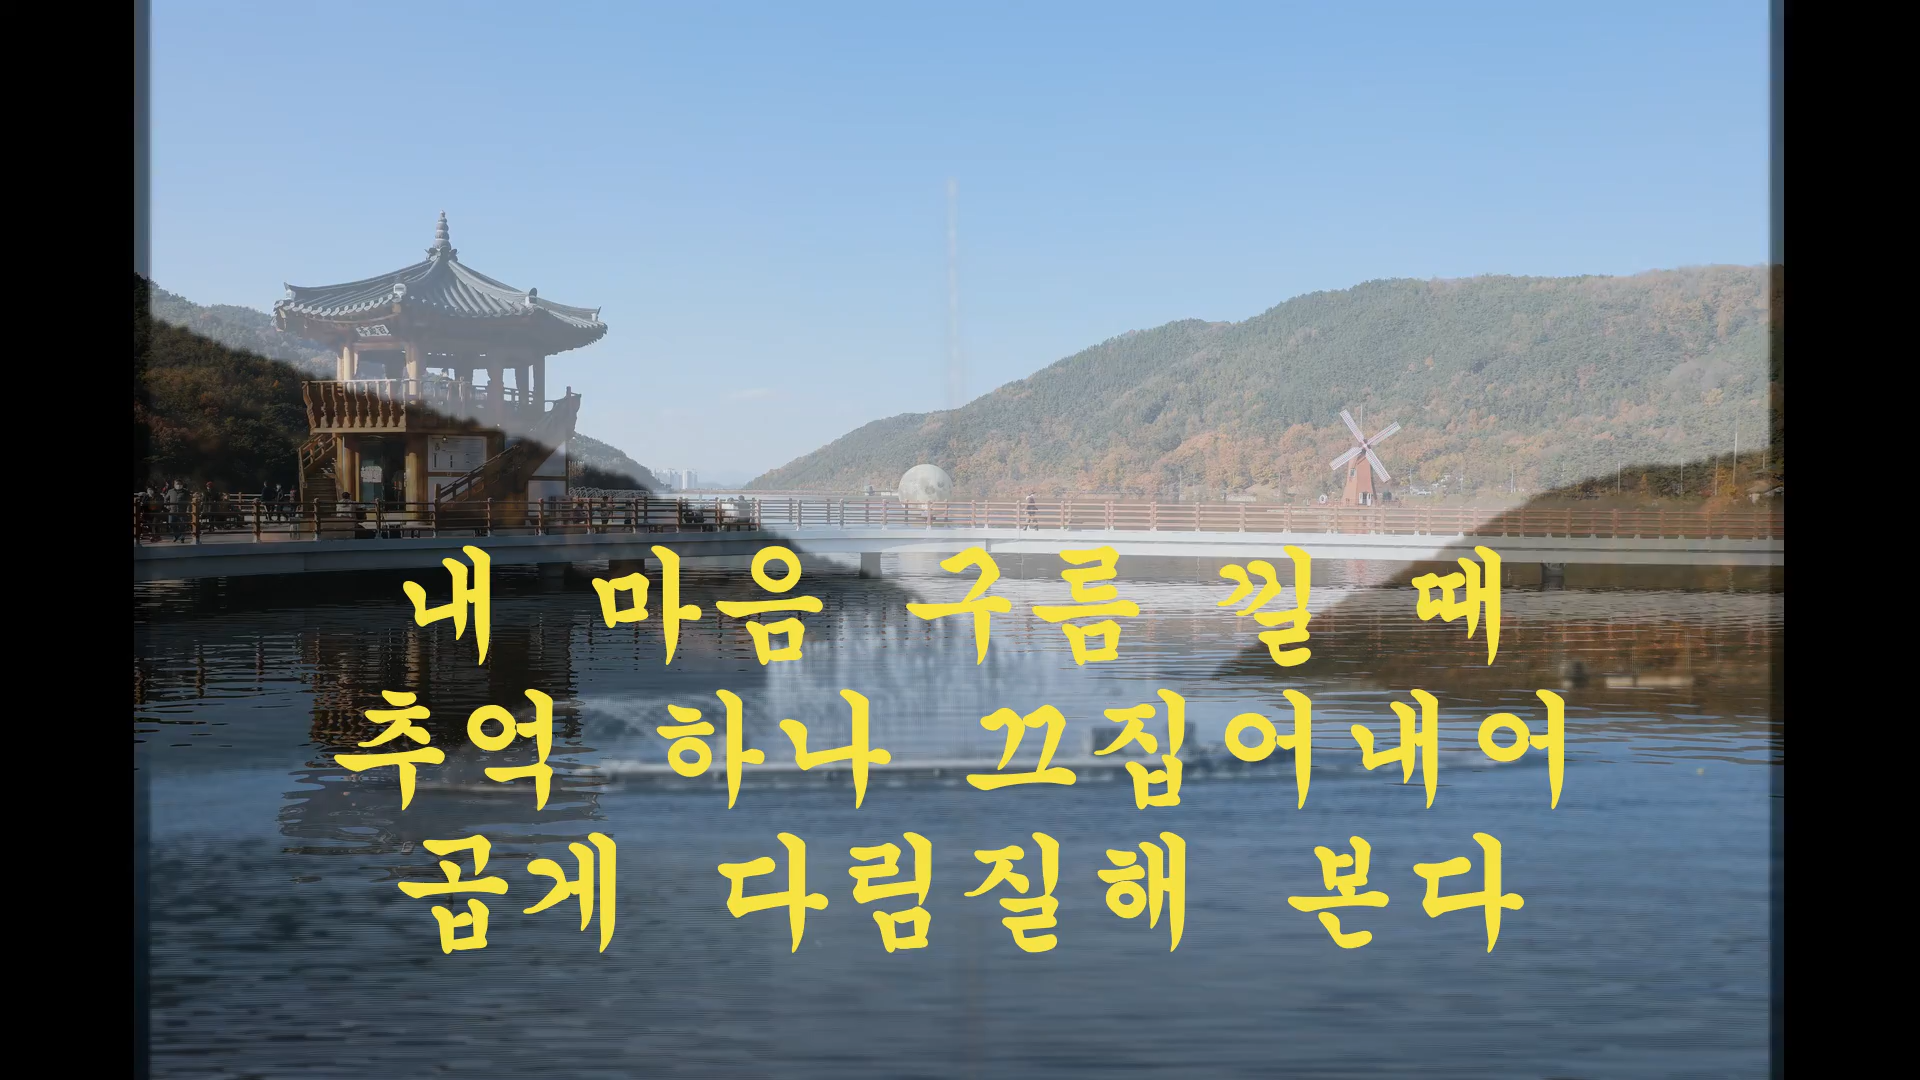 내 마음 구름 낄 때
추억 하나 끄집어내어
곱게 다림질해 본다